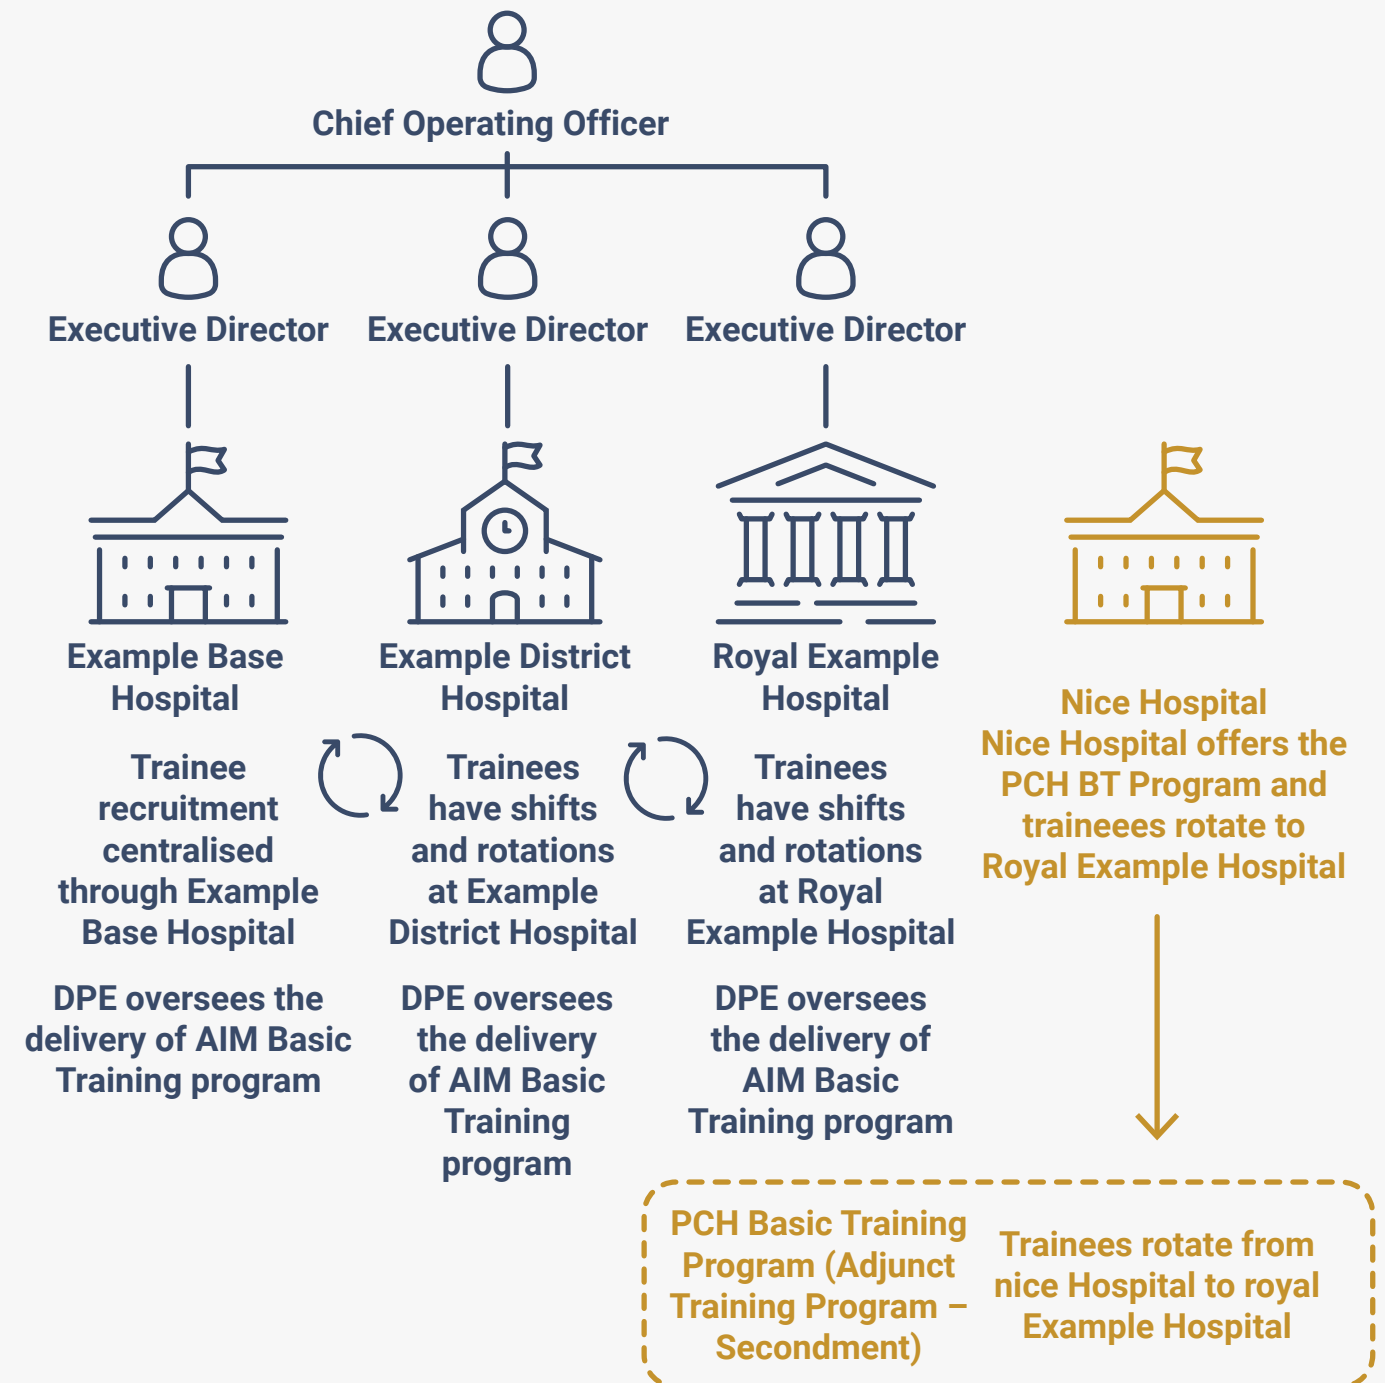 Chief Operating Officer
Executive Director
Executive Director
Executive Director
Example Base
Hospital
Trainee
recruitment
centralised
through Example
Base Hospital
DPE oversees the
delivery of AIM Basic
Training program
Example District
Hospital
Trainees
have shifts
and rotations
at Example
District Hospital
DPE oversees
the delivery
of AIM Basic
Training
program
Royal Example
Hospital
Trainees
have shifts
and rotations
at Royal
Example Hospital
DPE oversees
the delivery of
AIM Basic
Training program
Nice Hospital
Nice Hospital offers the
PCH BT Program and
traineees rotate to
Royal Example Hospital
PCH Basic Training
Program (Adjunct
Training Program –
Secondment)
Trainees rotate from
nice Hospital to royal
Example Hospital